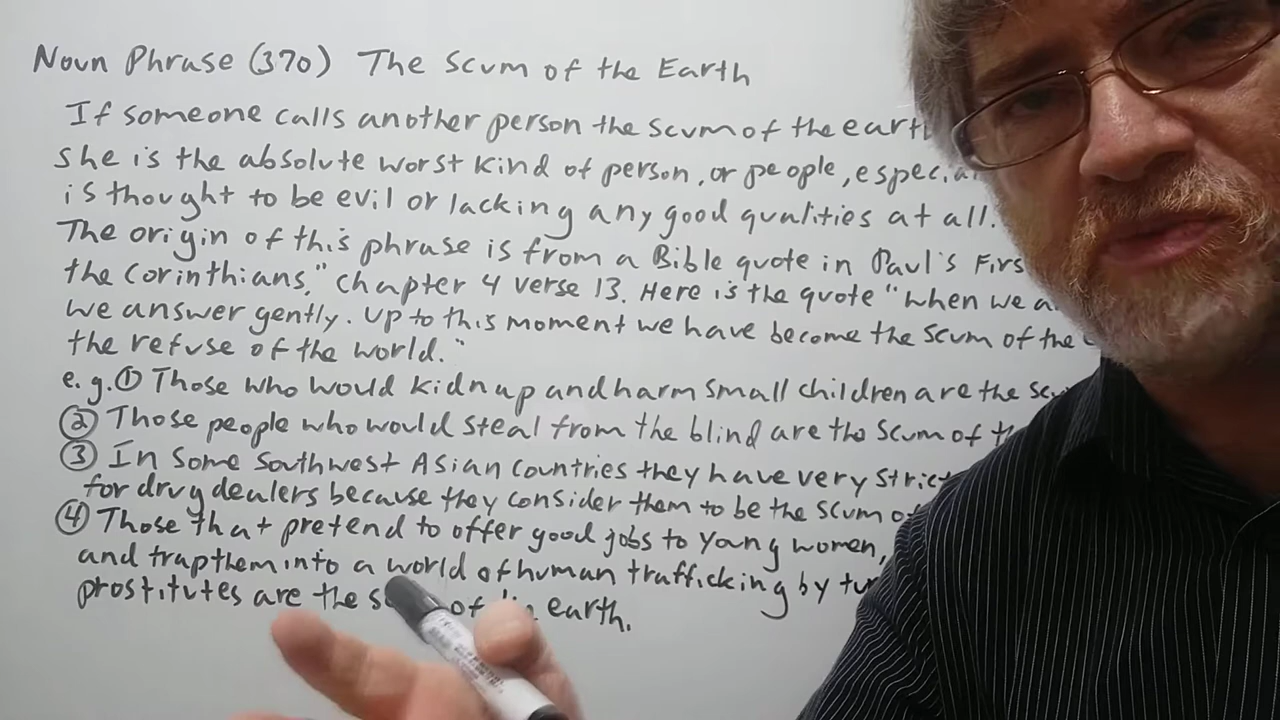 Noun Phrase (370) The Scum of the Earth
If someone calls another person the scum of the
she is the absolute worst kind of person, or people,
is thought to be evil or lacking any good qualities at all.
The origin of this phrase is from a Bible quote in Paul's
the Corinthians," chapter 4 verse 13. Here is the quote "when we
we answer gently. Up to this moment we have become the scum of the
the refuse of the world."
e.g. ① Those who would kidnup and harm small children are the
② Those people who would steal from the blind are the scum of
③ In some Southwest Asian countries they have very
for drug dealers because they consider them to be the scum
④ Those that pretend to offer good jobs to young women,
and trap them into a world of human trafficking by
prostitutes are the of earth.